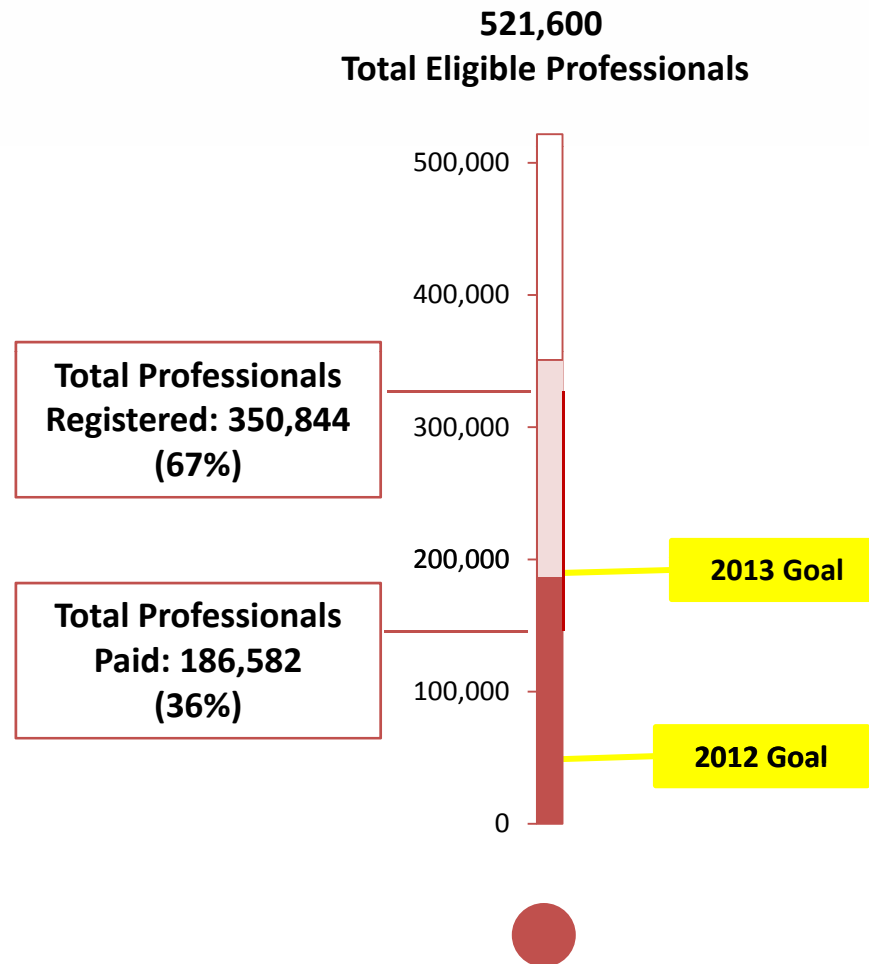 521,600
Total Eligible Professionals
500,000
400,000
Total Professionals
Registered: 350,844
(67%)
300,000
200,000
2013 Goal
Total Professionals
Paid: 186,582
(36%)
100,000
2012 Goal
0